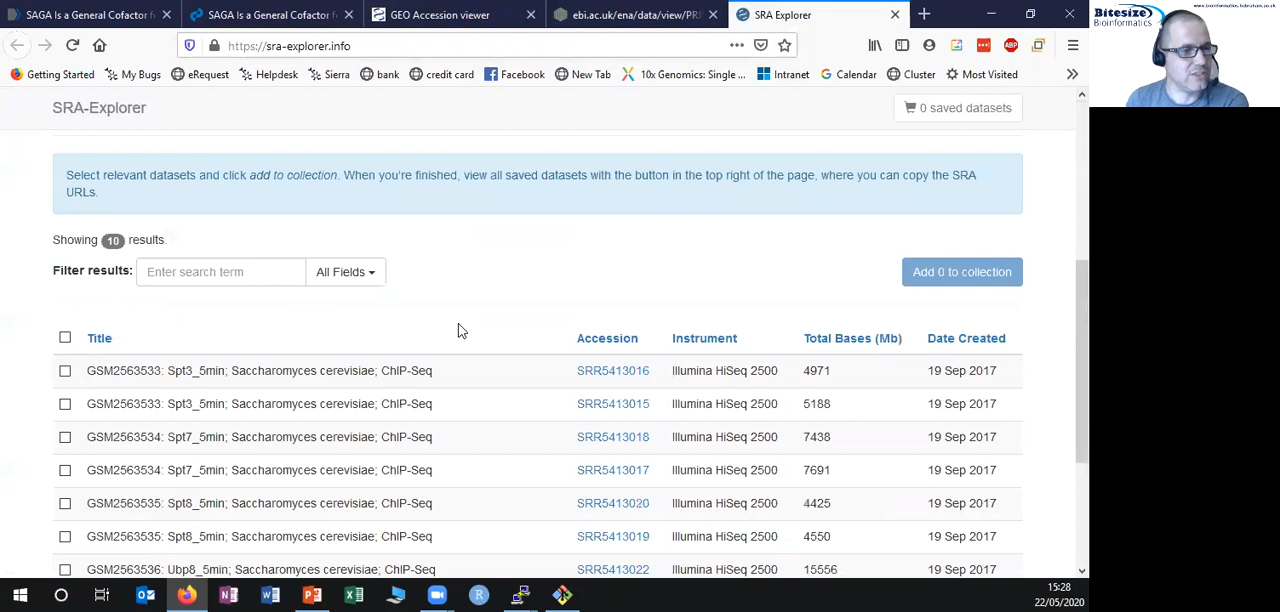 SAGA Is a General Cofactor f
SAGA Is a General Cofactor f
GEO Accession viewer
ebi.ac.uk/ena/data/view/PRJ
SRA Explorer
https://sra-explorer.info
Getting Started
My Bugs
eRequest
Helpdesk
Sierra
bank
credit card
Facebook
New Tab
10x Genomics: Single ...
Intranet
Calendar
Cluster
Most Visited
Bitesize
Bioinformatics
SRA-Explorer
0 saved datasets
Select relevant datasets and click add to collection. When you're finished, view all saved datasets with the button in the top right of the page, where you can copy the SRA
URLs.
Showing 10 results.
Filter results: Enter search term All Fields
Add 0 to collection
Title Accession Instrument Total Bases (Mb) Date Created
GSM2563533: Spt3_5min; Saccharomyces cerevisiae; ChIP-Seq SRR5413016 Illumina HiSeq 2500 4971 19 Sep 2017
GSM2563533: Spt3_5min; Saccharomyces cerevisiae; ChIP-Seq SRR5413015 Illumina HiSeq 2500 5188 19 Sep 2017
GSM2563534: Spt7_5min; Saccharomyces cerevisiae; ChIP-Seq SRR5413018 Illumina HiSeq 2500 7438 19 Sep 2017
GSM2563534: Spt7_5min; Saccharomyces cerevisiae; ChIP-Seq SRR5413017 Illumina HiSeq 2500 7691 19 Sep 2017
GSM2563535: Spt8_5min; Saccharomyces cerevisiae; ChIP-Seq SRR5413020 Illumina HiSeq 2500 4425 19 Sep 2017
GSM2563535: Spt8_5min; Saccharomyces cerevisiae; ChIP-Seq SRR5413019 Illumina HiSeq 2500 4550 19 Sep 2017
GSM2563536: Ubp8_5min; Saccharomyces cerevisiae; ChIP-Seq SRR5413022 Illumina HiSeq 2500 15556 19 Sep 2017
15:28
22/05/2020